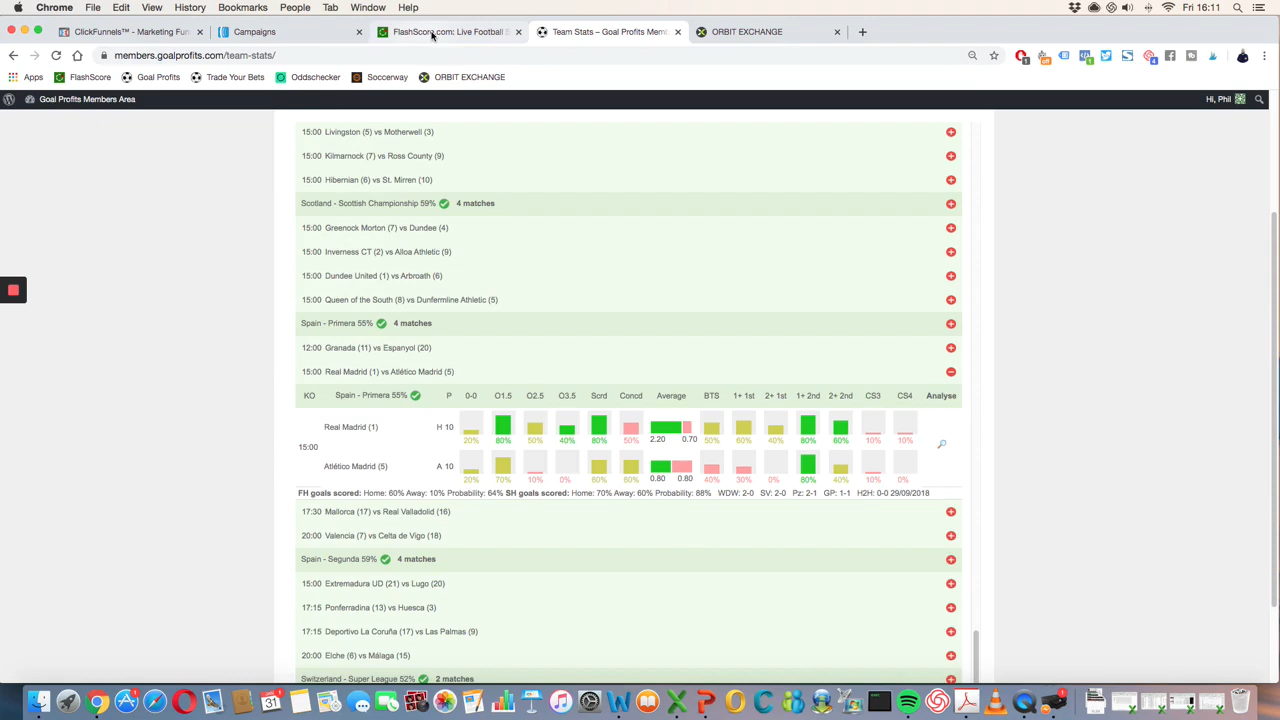 Chrome File Edit View History Bookmarks People Tab Window Help Fri 16:11
ClickFunnels™ - Marketing Fun Campaigns FlashScore.com: Live Football S Team Stats – Goal Profits Memb ORBIT EXCHANGE
members.goalprofits.com/team-stats/
Apps FlashScore Goal Profits Trade Your Bets Oddschecker Soccerway ORBIT EXCHANGE
Goal Profits Members Area Hi, Phil
15:00 Livingston (5) vs Motherwell (3)
15:00 Kilmarnock (7) vs Ross County (9)
15:00 Hibernian (6) vs St. Mirren (10)
Scotland - Scottish Championship 59% 4 matches
15:00 Greenock Morton (7) vs Dundee (4)
15:00 Inverness CT (2) vs Alloa Athletic (9)
15:00 Dundee United (1) vs Arbroath (6)
15:00 Queen of the South (8) vs Dunfermline Athletic (5)
Spain - Primera 55% 4 matches
12:00 Granada (11) vs Espanyol (20)
15:00 Real Madrid (1) vs Atlético Madrid (5)
KO Spain - Primera 55% P 0-0 O1.5 O2.5 O3.5 Scrd Concd Average BTS 1+ 1st 2+ 1st 1+ 2nd 2+ 2nd CS3 CS4 Analyse
Real Madrid (1) H 10
20% 80% 50% 40% 80% 50% 2.20 0.70 50% 60% 40% 80% 60% 10% 10%
15:00
Atlético Madrid (5) A 10
20% 70% 10% 0% 60% 60% 0.80 0.80 40% 30% 0% 80% 40% 10% 0%
FH goals scored: Home: 60% Away: 10% Probability: 64% SH goals scored: Home: 70% Away: 60% Probability: 88% WDW: 2-0 SV: 2-0 Pz: 2-1 GP: 1-1 H2H: 0-0 29/09/2018
17:30 Mallorca (17) vs Real Valladolid (16)
20:00 Valencia (7) vs Celta de Vigo (18)
Spain - Segunda 59% 4 matches
15:00 Extremadura UD (21) vs Lugo (20)
17:15 Ponferradina (13) vs Huesca (3)
17:15 Deportivo La Coruña (17) vs Las Palmas (9)
20:00 Elche (6) vs Málaga (15)
Switzerland - Super League 52% 2 matches